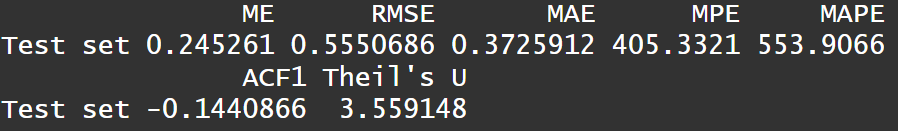 ME RMSE MAE MPE MAPE
Test set 0.245261 0.5550686 0.3725912 405.3321 553.9066
ACF1 Theil's U
Test set -0.1440866 3.559148